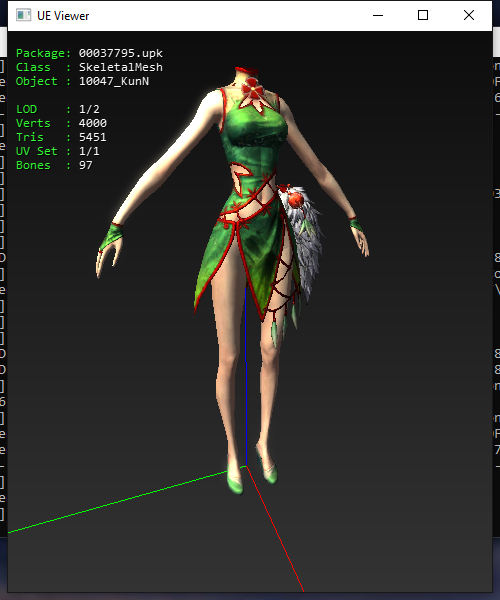 UE Viewer
Package: 00037795.upk
Class : SkeletalMesh
Object : 10047_KunN
LOD : 1/2
Verts : 4000
Tris : 5451
UV Set : 1/1
Bones : 97